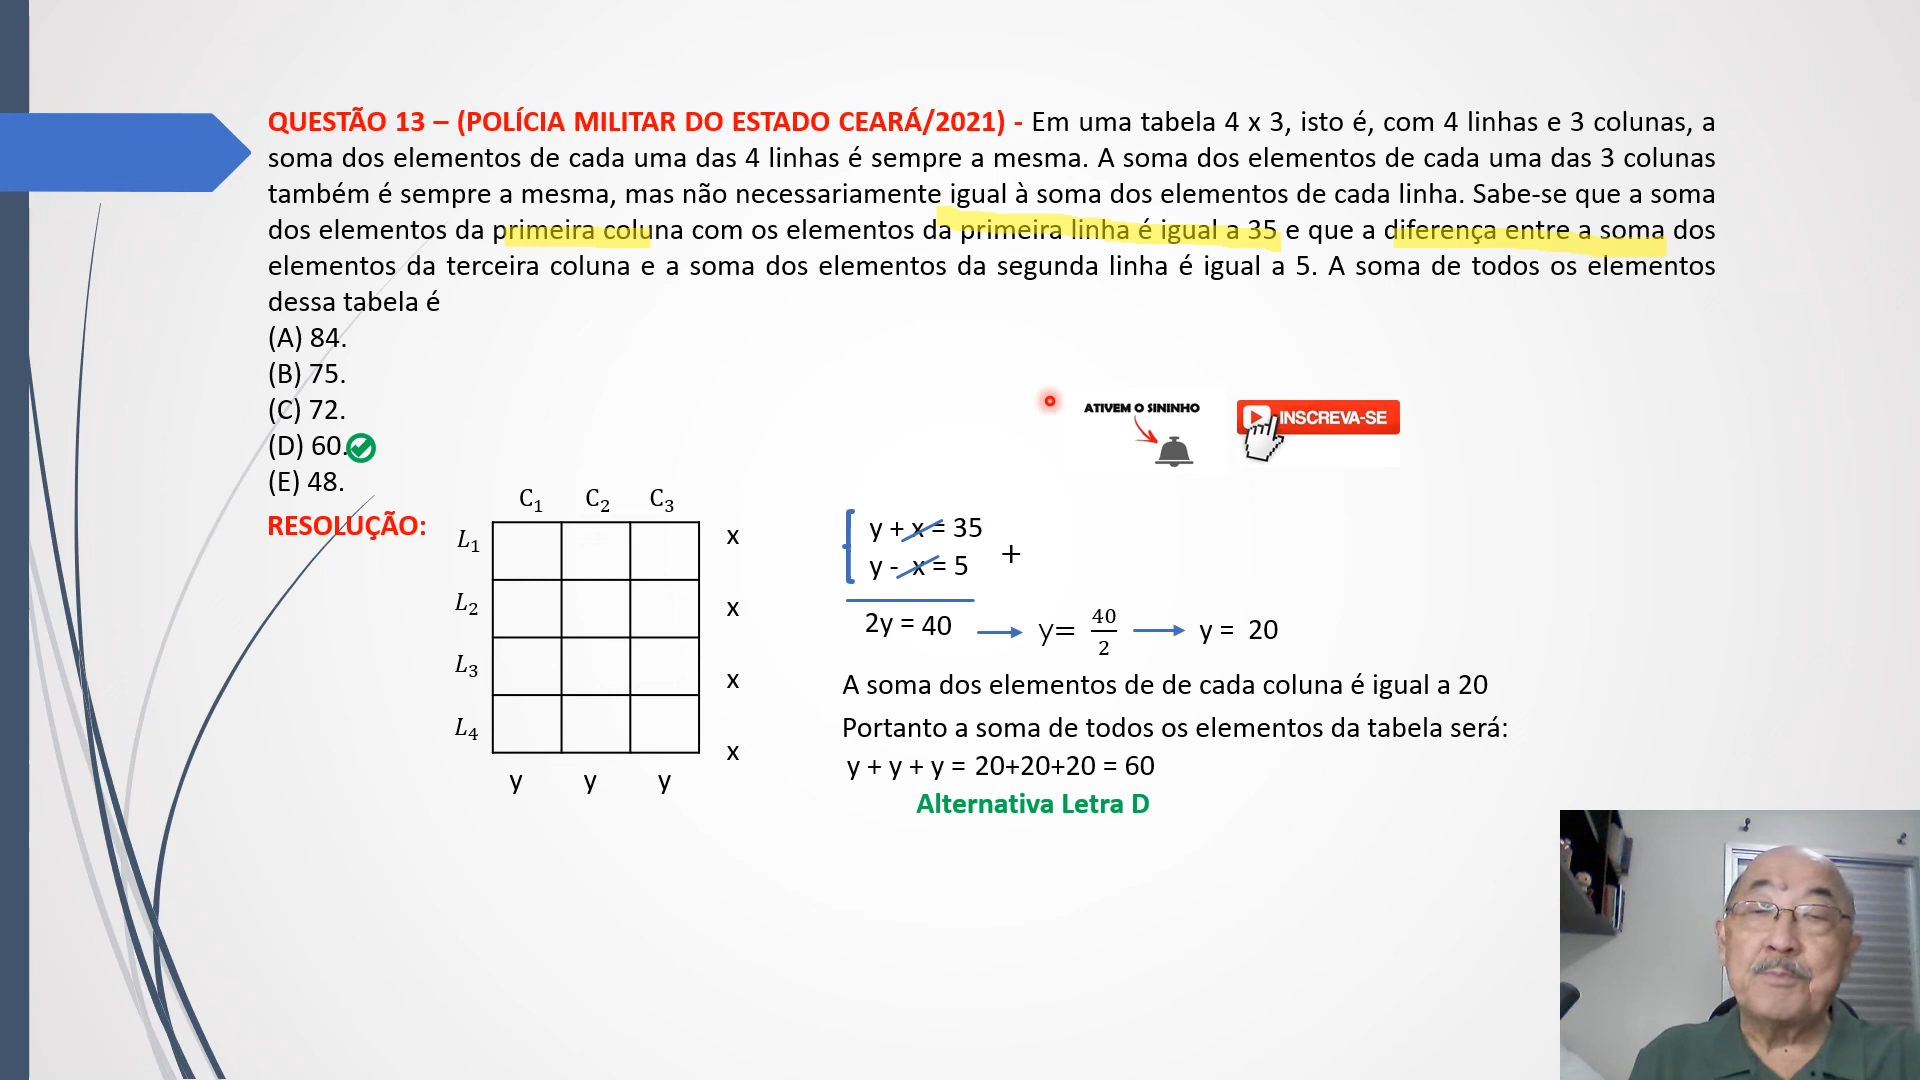 QUESTÃO 13 – (POLÍCIA MILITAR DO ESTADO CEARÁ/2021) - Em uma tabela 4 x 3, isto é, com 4 linhas e 3 colunas, a
soma dos elementos de cada uma das 4 linhas é sempre a mesma. A soma dos elementos de cada uma das 3 colunas
também é sempre a mesma, mas não necessariamente igual à soma dos elementos de cada linha. Sabe-se que a soma
dos elementos da primeira coluna com os elementos da primeira linha é igual a 35 e que a diferença entre a soma dos
elementos da terceira coluna e a soma dos elementos da segunda linha é igual a 5. A soma de todos os elementos
dessa tabela é
(A) 84.
(B) 75.
(C) 72.
(D) 60.
(E) 48.
ATIVEM O SININHO
INSCREVA-SE
RESOLUÇÃO:
C₁ C₂ C₃
L₁ x
L₂ x
L₃ x
L₄ x
y y y
y + x = 35
y - x = 5
+
2y = 40
y= 40/2
y = 20
A soma dos elementos de de cada coluna é igual a 20
Portanto a soma de todos os elementos da tabela será:
y + y + y = 20+20+20 = 60
Alternativa Letra D